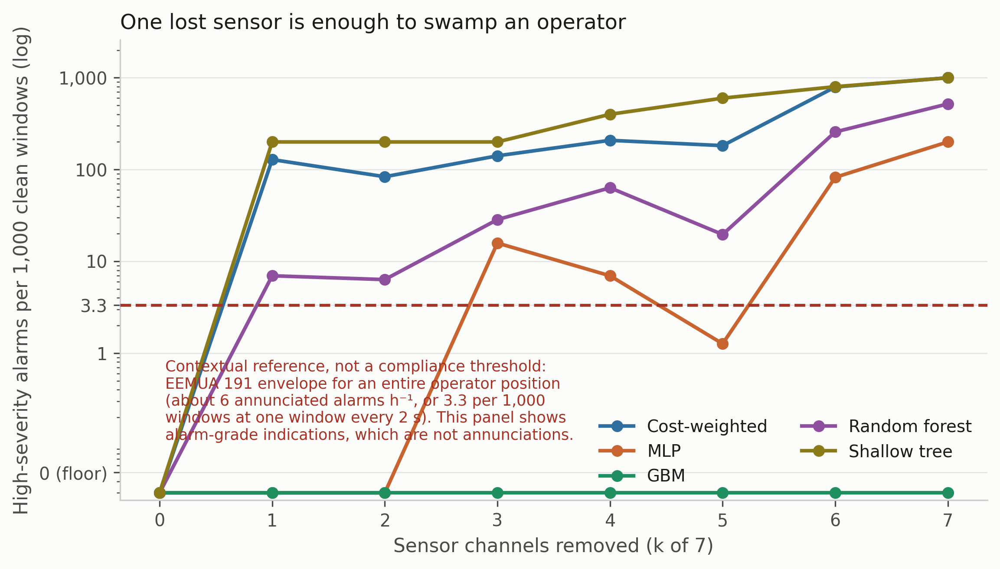 One lost sensor is enough to swamp an operator
High-severity alarms per 1,000 clean windows (log)
1,000
100
10
3.3
1
0 (floor)
Contextual reference, not a compliance threshold:
EEMUA 191 envelope for an entire operator position
(about 6 annunciated alarms h⁻¹, or 3.3 per 1,000
windows at one window every 2 s). This panel shows
alarm-grade indications, which are not annunciations.
Cost-weighted
MLP
GBM
Random forest
Shallow tree
0 1 2 3 4 5 6 7
Sensor channels removed (k of 7)